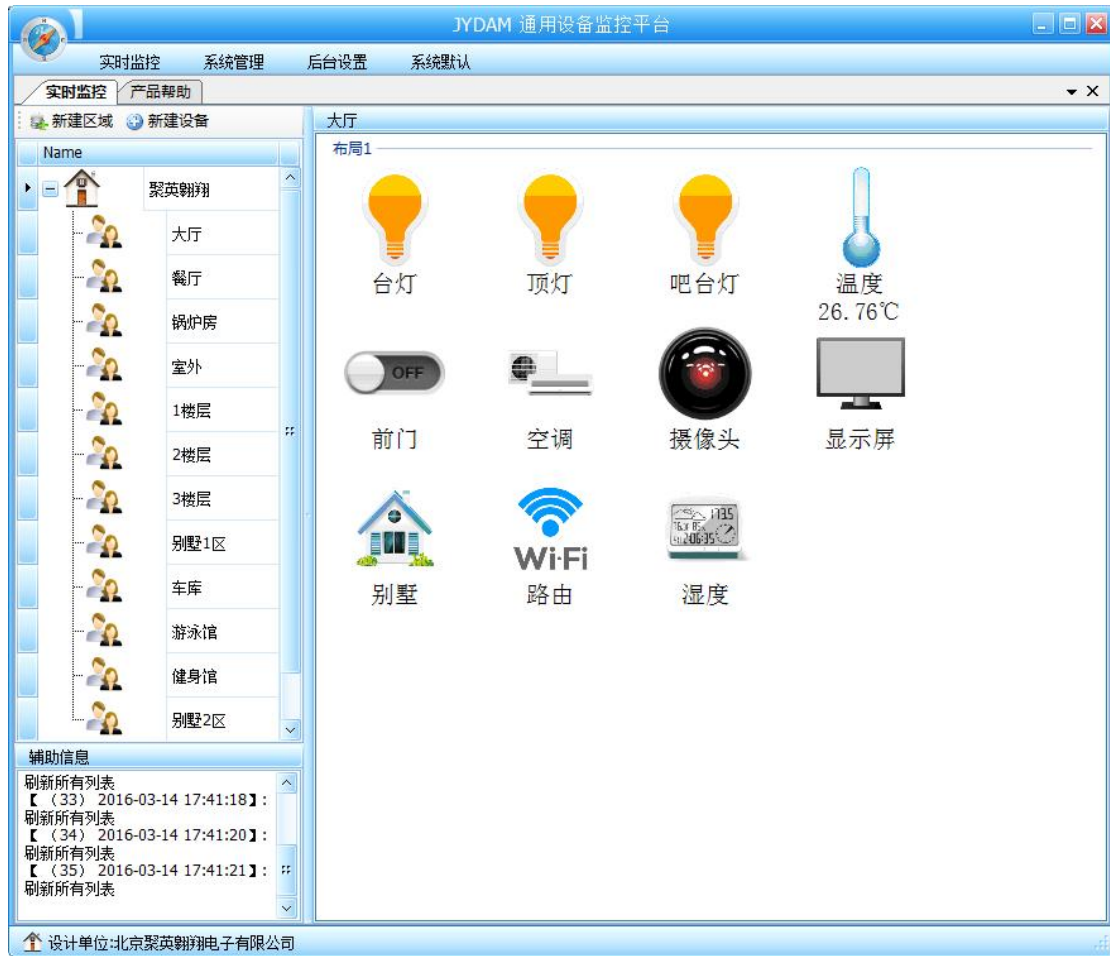 JYDAM 通用设备监控平台
实时监控 系统管理 后台设置 系统默认
实时监控 产品帮助
新建区域 新建设备
Name
聚英翱翔
大厅
餐厅
锅炉房
室外
1楼层
2楼层
3楼层
别墅1区
车库
游泳馆
健身馆
别墅2区
辅助信息
刷新所有列表
【 （33） 2016-03-14 17:41:18】:
刷新所有列表
【 （34） 2016-03-14 17:41:20】:
刷新所有列表
【 （35） 2016-03-14 17:41:21】:
刷新所有列表
大厅
布局1
台灯 顶灯 吧台灯 温度
26.76℃
OFF
前门 空调 摄像头 显示屏
Wi-Fi
别墅 路由 湿度
设计单位:北京聚英翱翔电子有限公司